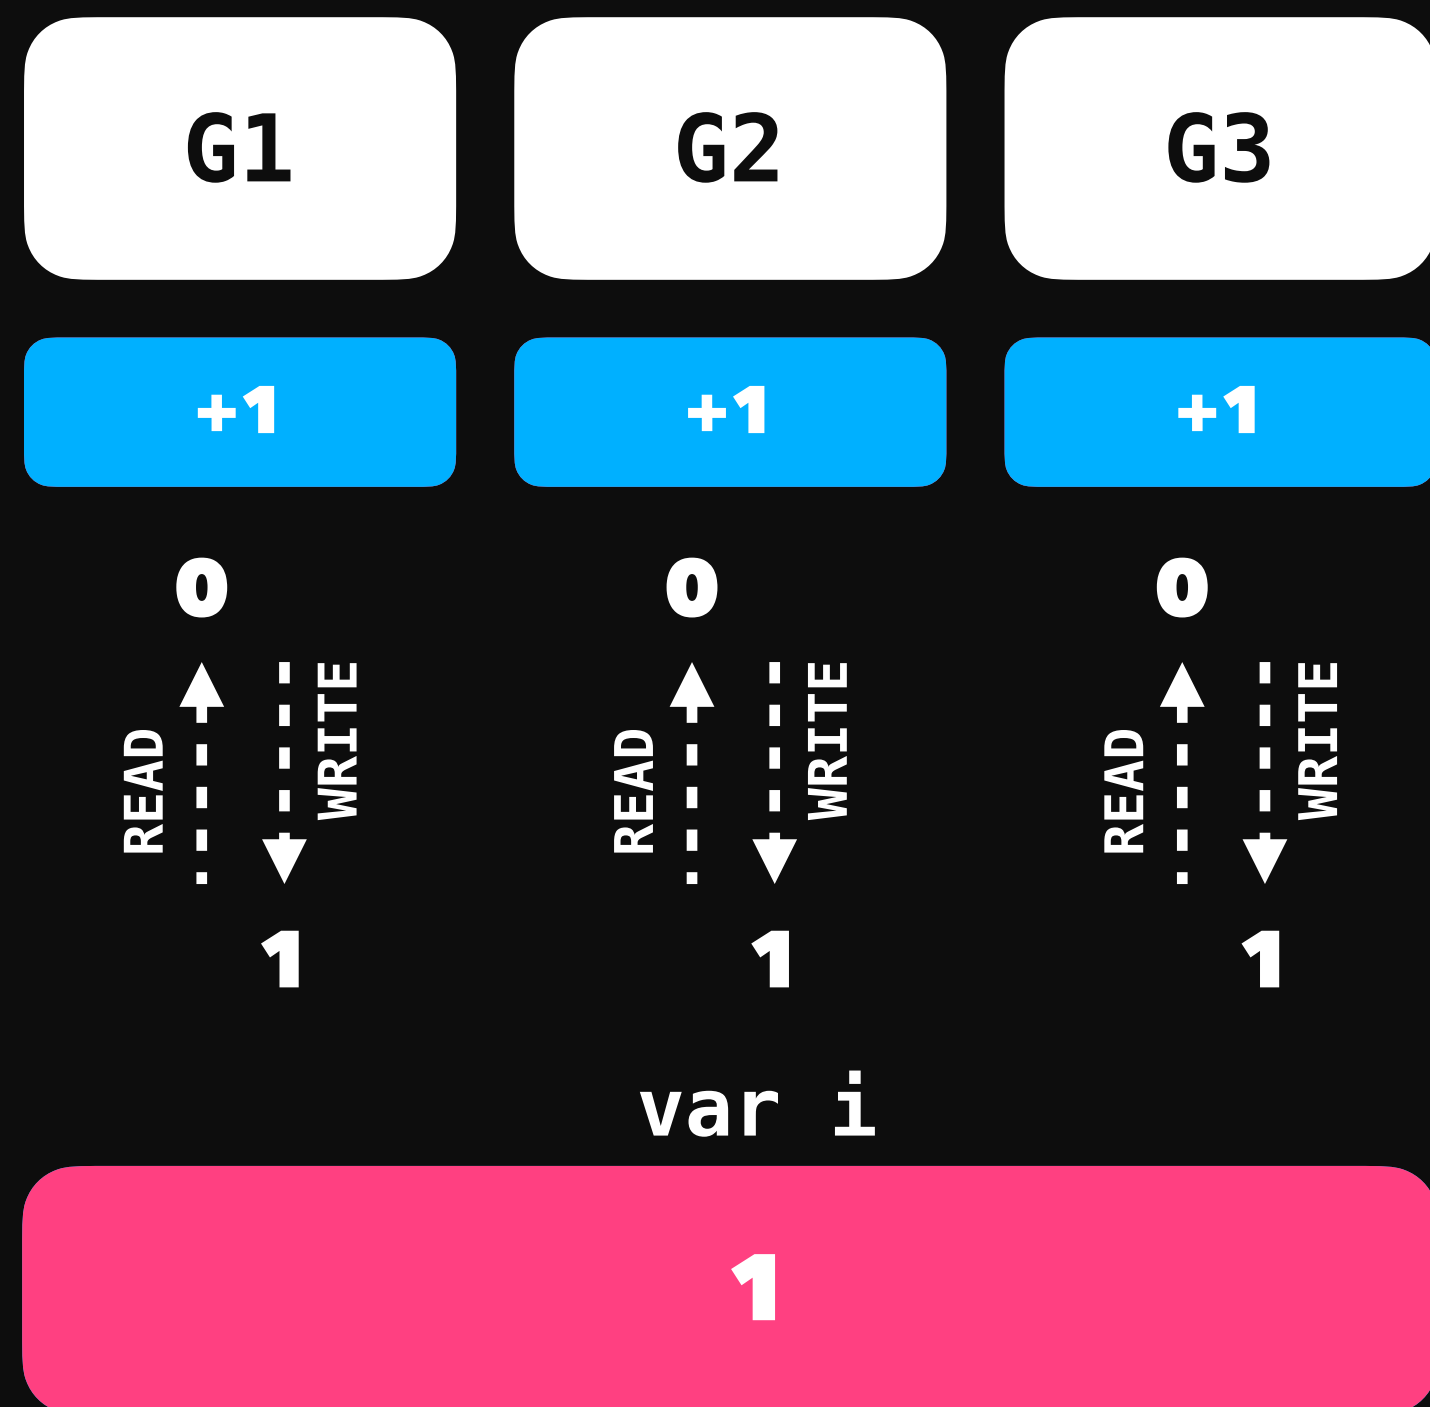 G1 G2 G3
+1 +1 +1
0 0 0
READ WRITE READ WRITE READ WRITE
1 1 1
var i
1